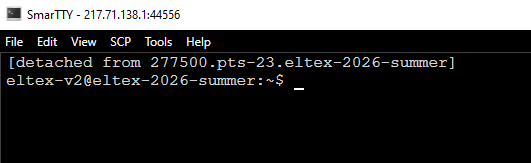 SmarTTY - 217.71.138.1:44556
File Edit View SCP Tools Help
[detached from 277500.pts-23.eltex-2026-summer]
eltex-v2@eltex-2026-summer:~$ _